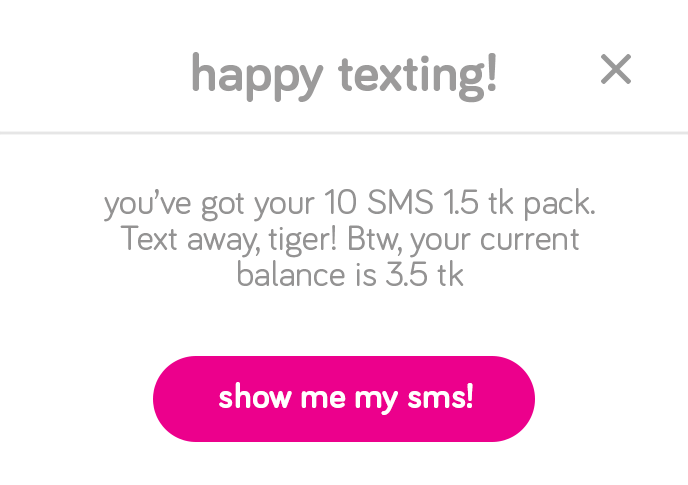 happy texting!
you’ve got your 10 SMS 1.5 tk pack.
Text away, tiger! Btw, your current
balance is 3.5 tk
show me my sms!